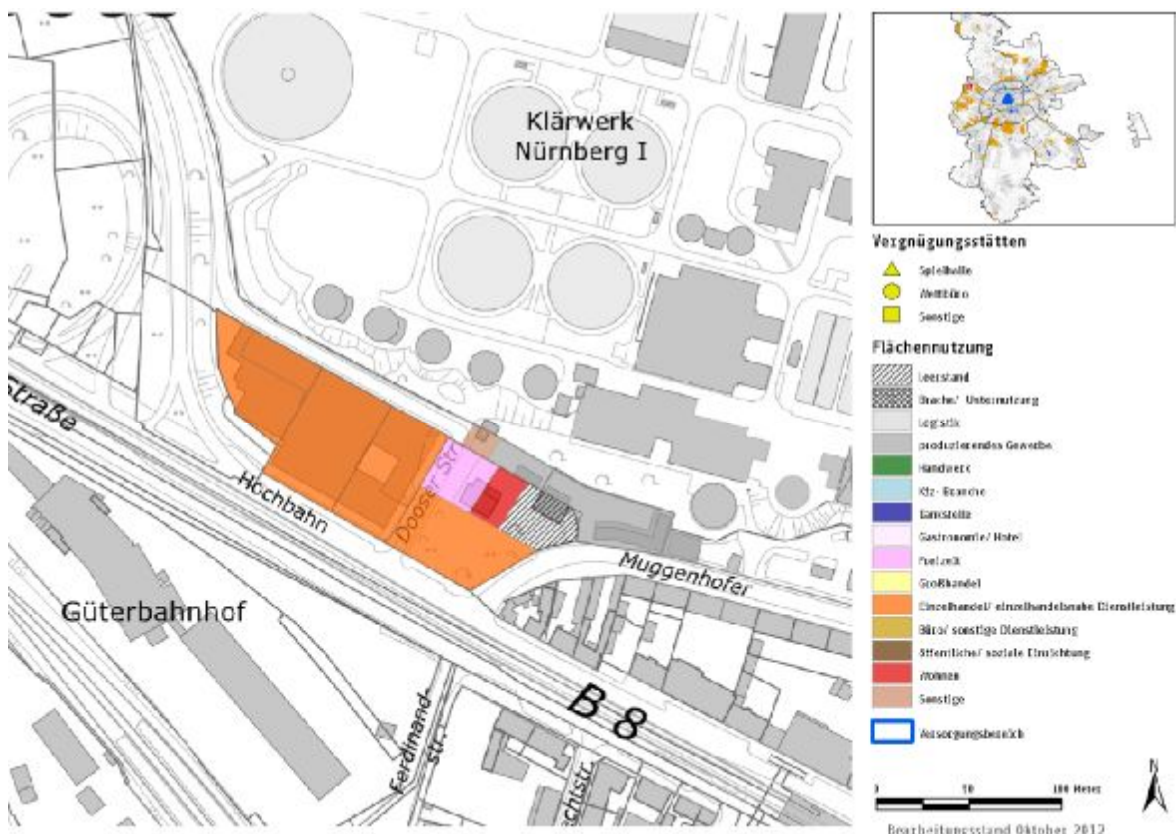 Klärwerk
Nürnberg I
Straße
Hochbahn
Dooser Str
Muggenhofer
Güterbahnhof
B 8
Ferdinand-
str.
chtstr.
Vergnügungsstätten
Spielhalle
Wettbüro
Sonstige
Flächennutzung
Leerstand
Brache/ Unternutzung
Logistik
produzierendes Gewerbe
Handwerk
Kfz- Branche
Tankstelle
Gastronomie/ Hotel
Freizeit
Großhandel
Einzelhandel/ einzelhandelsnahe Dienstleistung
Büro/ sonstige Dienstleistung
öffentliche/ soziale Einrichtung
Wohnen
Sonstige
Versorgungsbereich
N
0 50 100 Meter
Bearbeitungsstand Oktober 2012